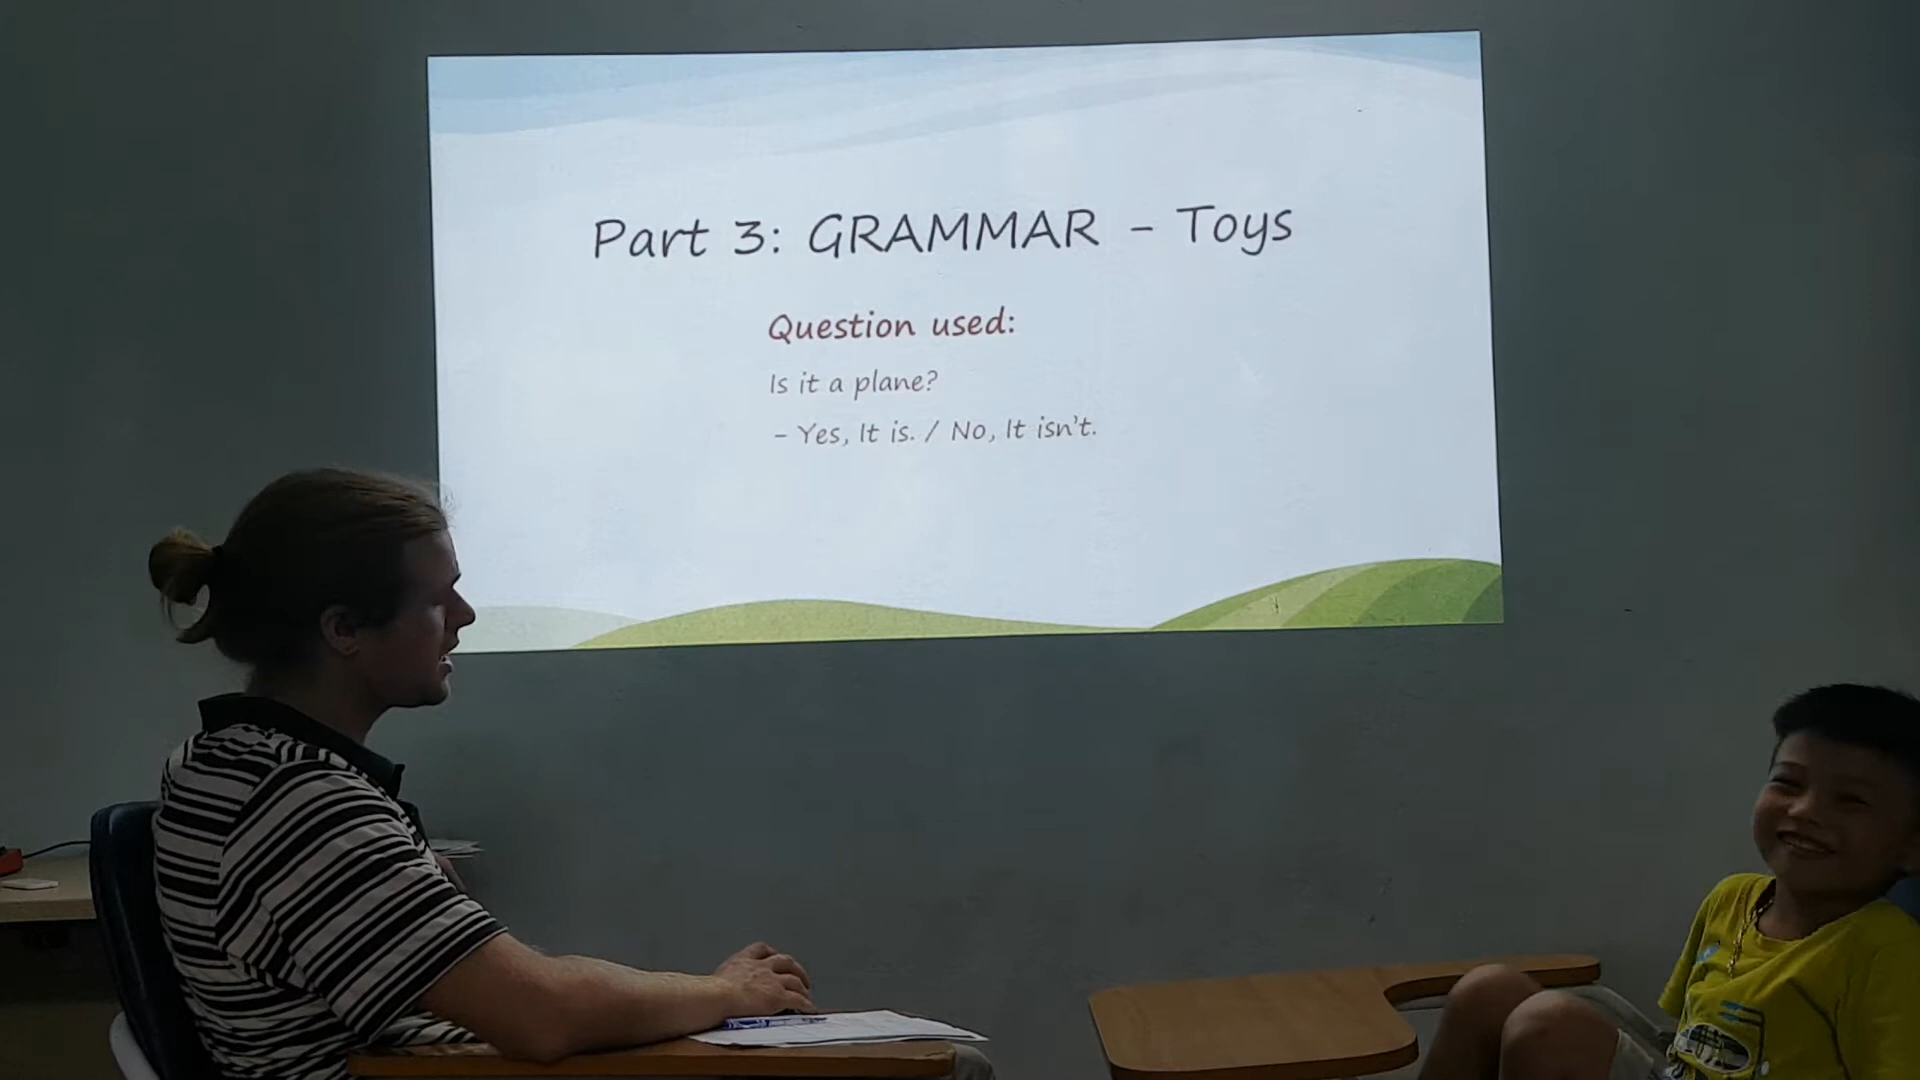 Part 3: GRAMMAR - Toys
Question used:
Is it a plane?
- Yes, It is. / No, It isn't.